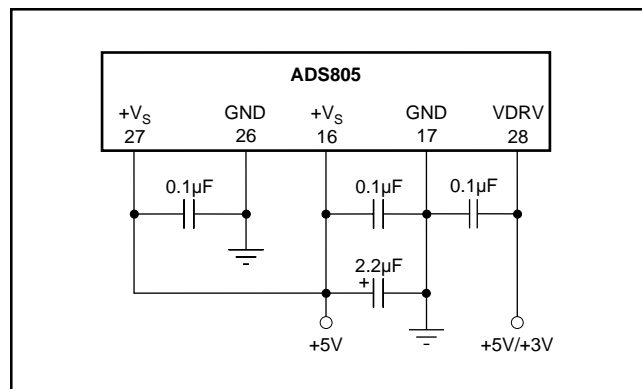 ADS805
+VS GND +VS GND VDRV
27 26 16 17 28
0.1µF 0.1µF 0.1µF
2.2µF
+
+5V +5V/+3V